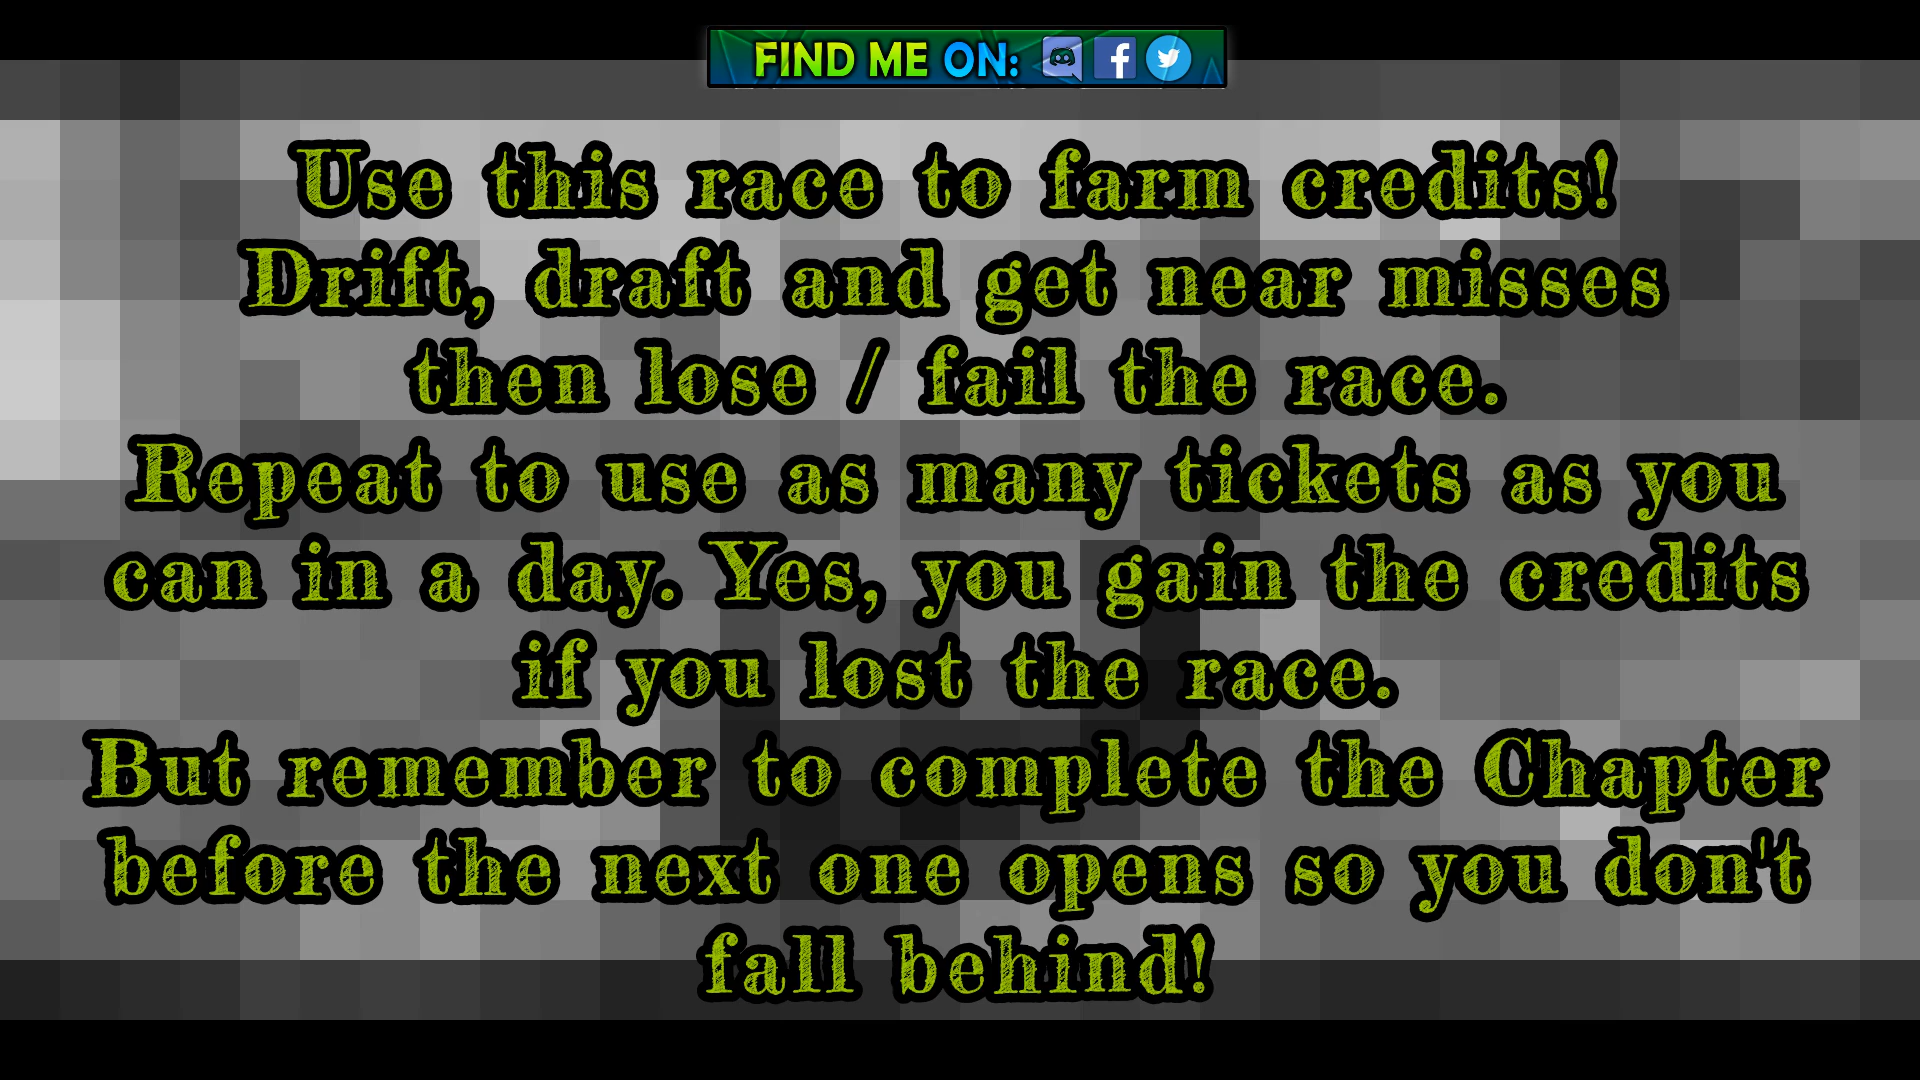 FIND ME ON:
Use this race to farm credits!
Drift, draft and get near misses
then lose / fail the race.
Repeat to use as many tickets as you
can in a day. Yes, you gain the credits
if you lost the race.
But remember to complete the Chapter
before the next one opens so you don't
fall behind!